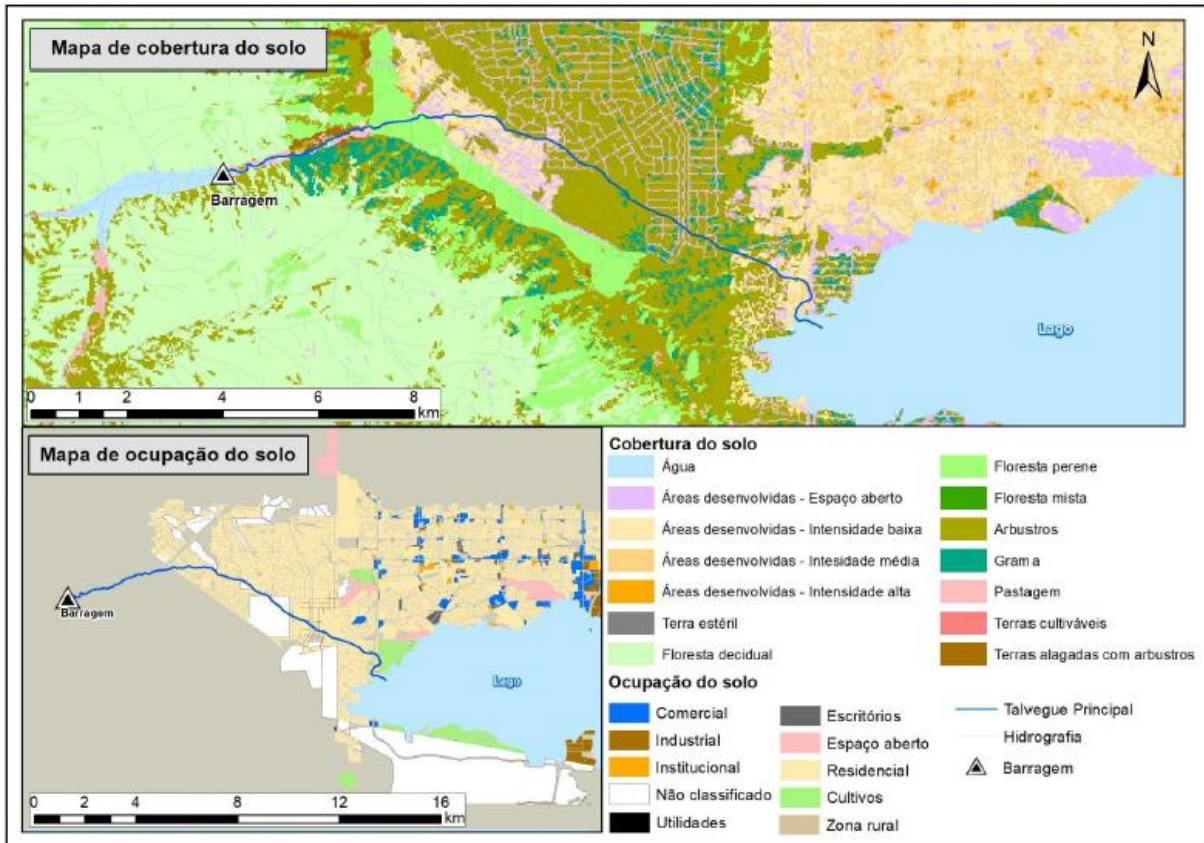 Mapa de cobertura do solo
N
Barragem
Lago
0 1 2 4 6 8
km
Mapa de ocupação do solo
Barragem
Lago
0 2 4 8 12 16
km
Cobertura do solo
Água
Áreas desenvolvidas - Espaço aberto
Áreas desenvolvidas - Intensidade baixa
Áreas desenvolvidas - Intesidade média
Áreas desenvolvidas - Intensidade alta
Terra estéril
Floresta decidual
Floresta perene
Floresta mista
Arbustros
Grama
Pastagem
Terras cultiváveis
Terras alagadas com arbustros
Ocupação do solo
Comercial
Industrial
Institucional
Não classificado
Utilidades
Escritórios
Espaço aberto
Residencial
Cultivos
Zona rural
Talvegue Principal
Hidrografia
Barragem